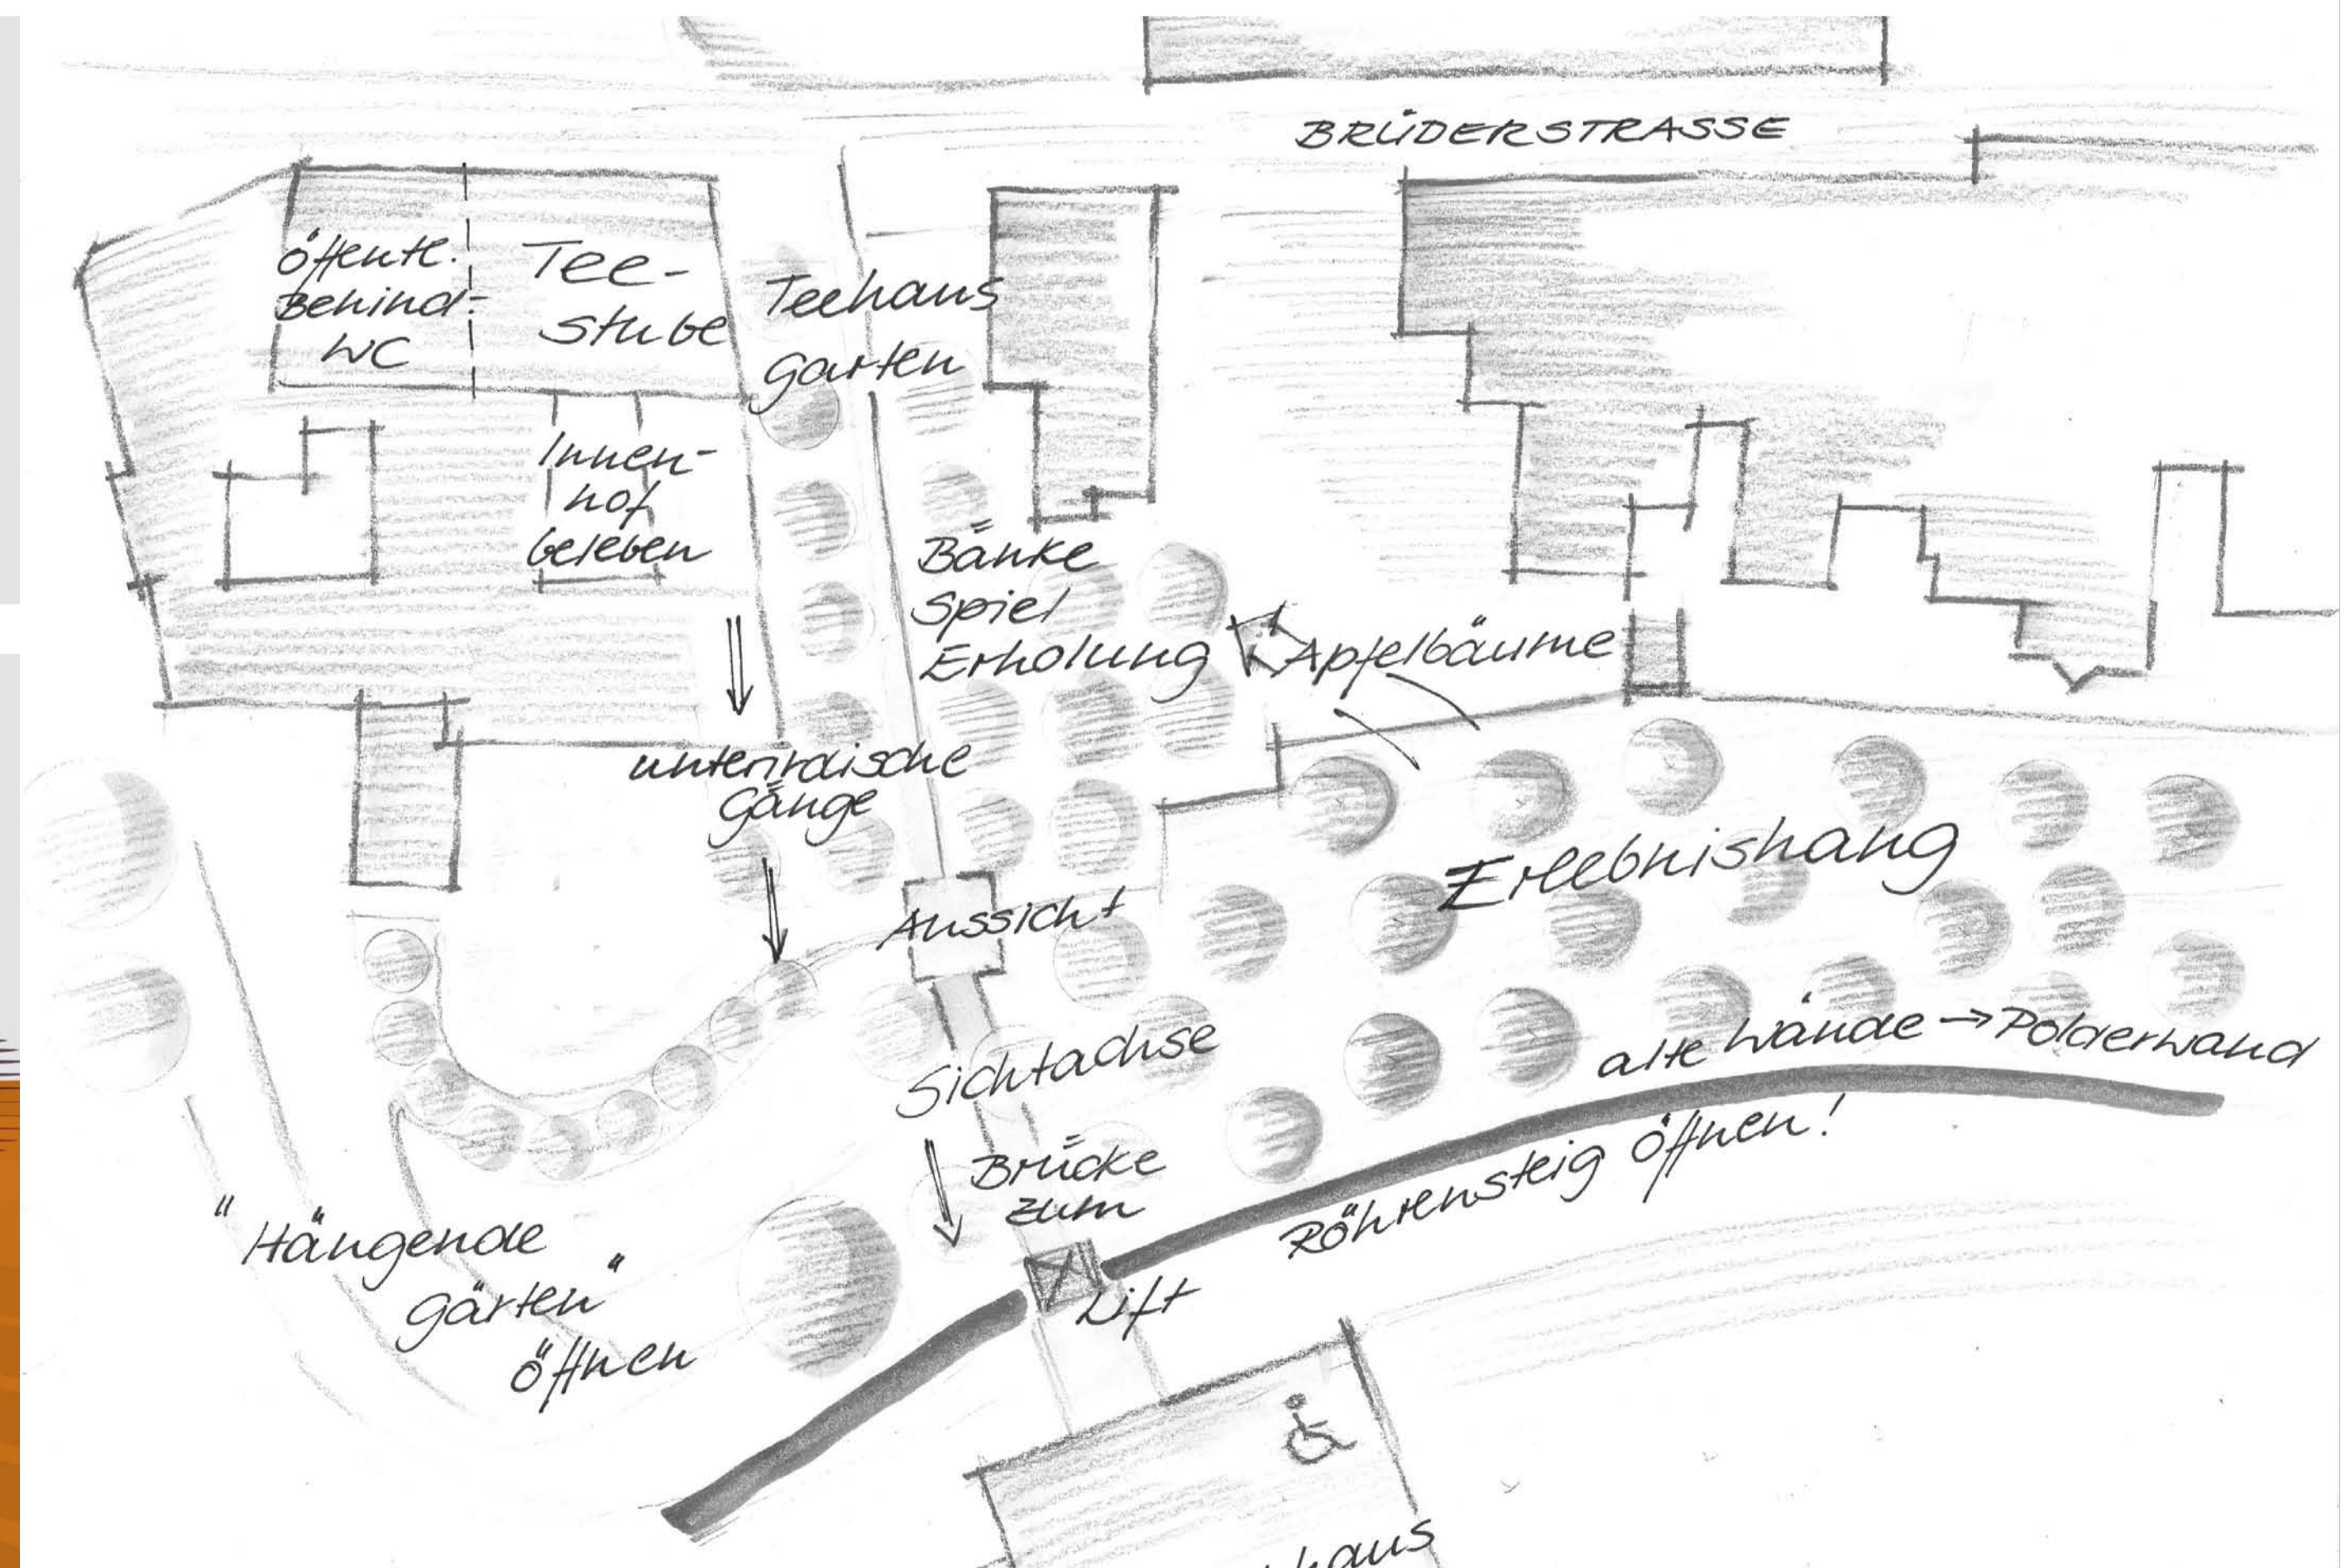 BRÜDERSTRASSE
öffentl.
Behind.
WC
Tee-
stube
Teehaus
garten
Innen-
hof
beleben
Bänke
Spiel
Erholung
Apfelbäume
unterirdische
Gänge
Erlebnishang
Aussicht
Sichtachse
alte Wände → Polderwand
Röhrensteig öffnen!
Brücke
zum
Lift
"Hängende
Gärten"
öffnen
haus